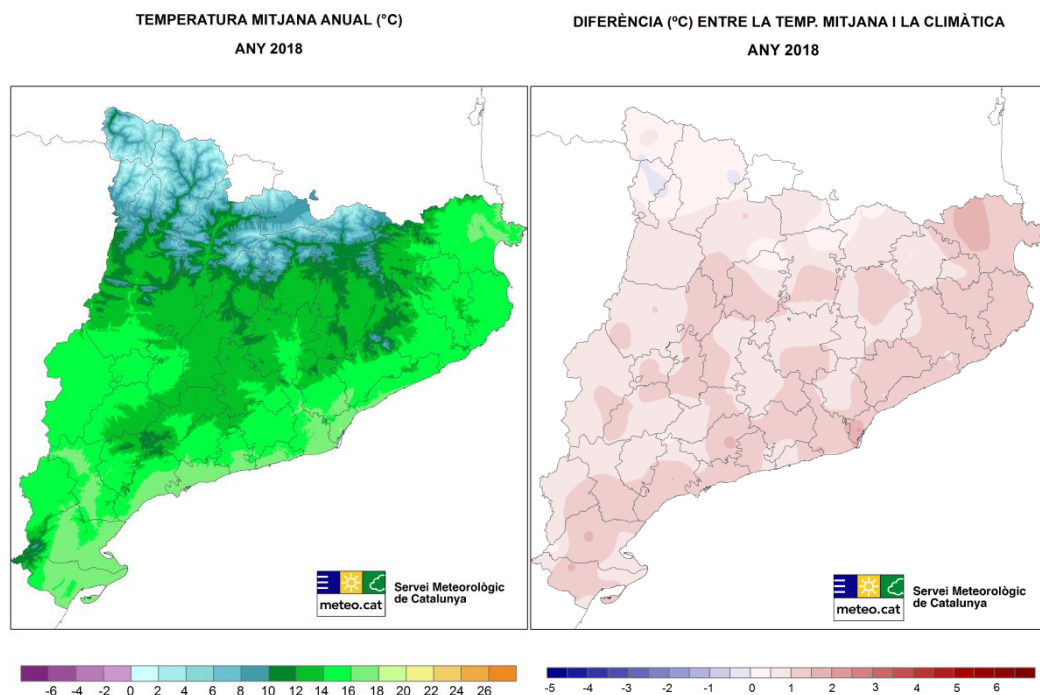 TEMPERATURA MITJANA ANUAL (°C)
ANY 2018
DIFERÈNCIA (ºC) ENTRE LA TEMP. MITJANA I LA CLIMÀTICA
ANY 2018
meteo.cat
Servei Meteorològic
de Catalunya
meteo.cat
Servei Meteorològic
de Catalunya
-6 -4 -2 0 2 4 6 8 10 12 14 16 18 20 22 24 26
-5 -4 -3 -2 -1 0 1 2 3 4 5 6